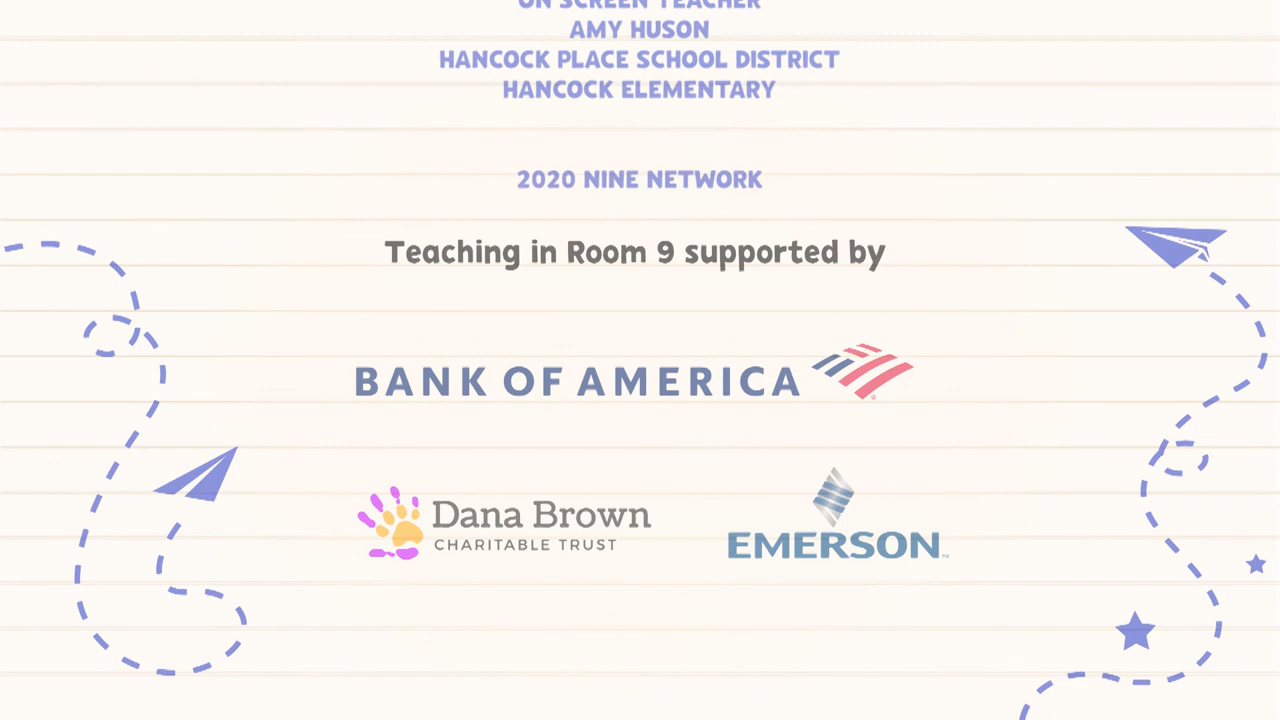 ON SCREEN TEACHER
AMY HUSON
HANCOCK PLACE SCHOOL DISTRICT
HANCOCK ELEMENTARY
2020 NINE NETWORK
Teaching in Room 9 supported by
BANK OF AMERICA
Dana Brown
CHARITABLE TRUST
EMERSON